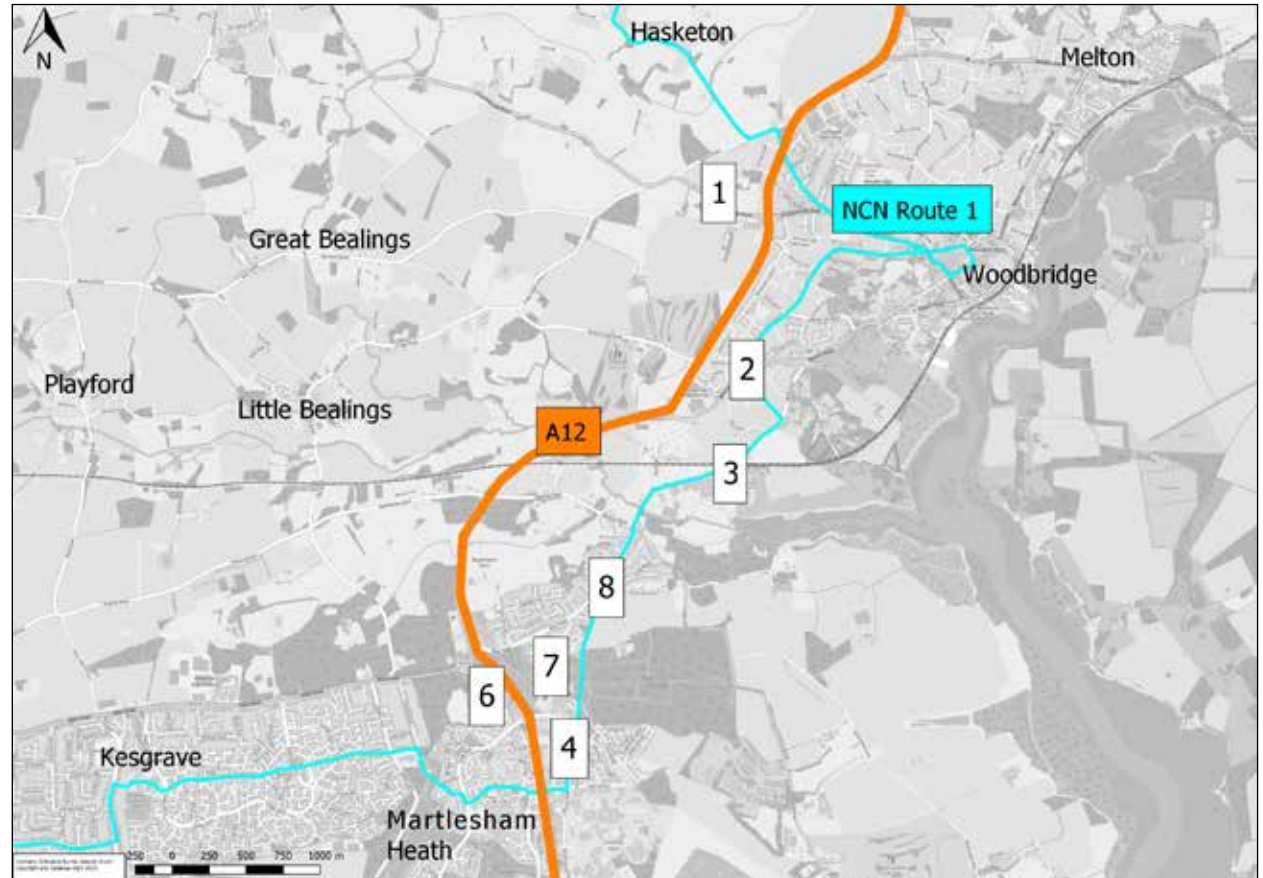 Hasketon
Melton
N
1
NCN Route 1
Great Bealings
Woodbridge
2
Playford
Little Bealings
A12
3
8
7
6
4
Kesgrave
Martlesham
Heath
250 0 250 500 750 1000 m